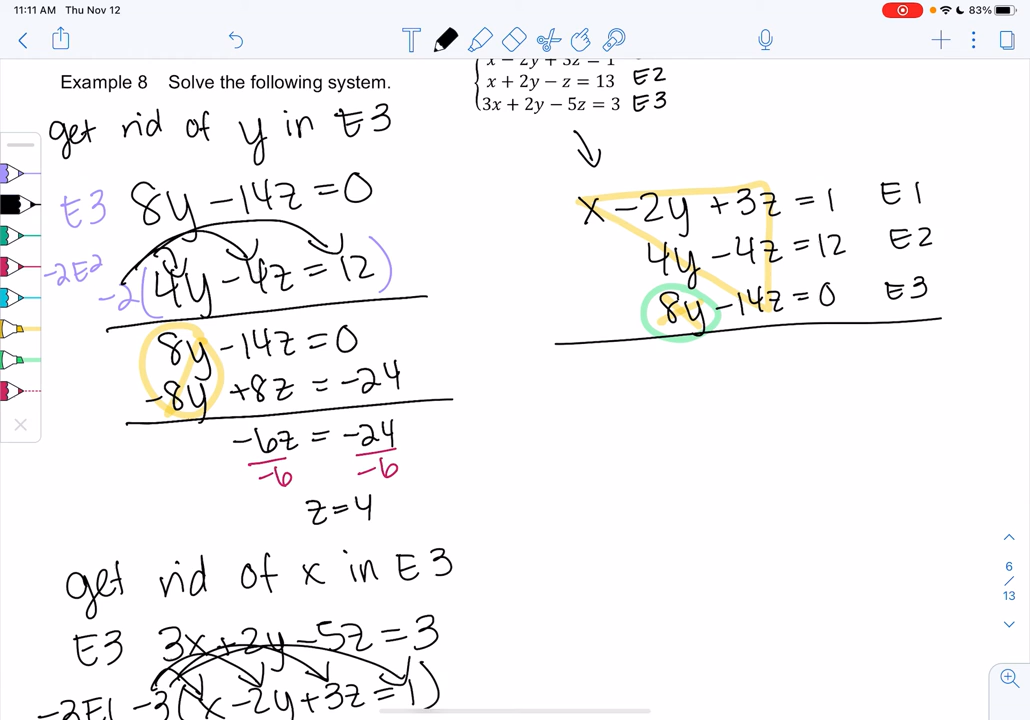 11:11 AM Thu Nov 12
83%
T
Example 8 Solve the following system.
x − 2y + 3z = 1
x + 2y − z = 13 E2
3x + 2y − 5z = 3 E3
get rid of y in E3
E3 8y − 14z = 0
-2E2 -2(4y − 4z = 12)
8y − 14z = 0
-8y + 8z = -24
-6z = -24
-6 -6
z = 4
get rid of x in E3
E3 3x + 2y − 5z = 3
-3E1 -3(x − 2y + 3z = 1)
x − 2y + 3z = 1 E1
4y − 4z = 12 E2
8y − 14z = 0 E3
6
/
13